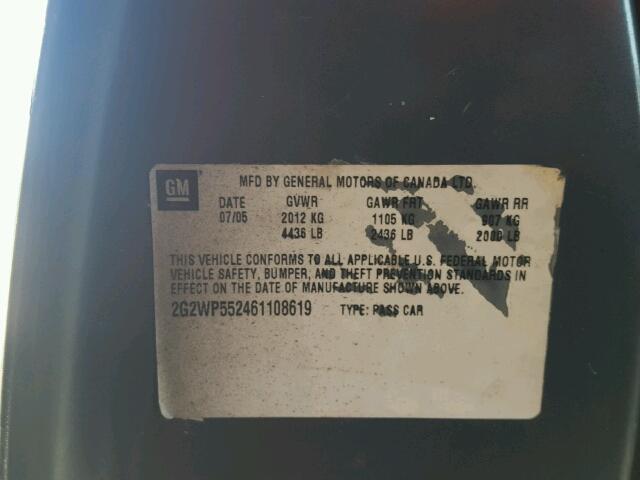 GM
MFD BY GENERAL MOTORS OF CANADA LTD.
DATE GVWR GAWR FRT GAWR RR
07/05 2012 KG 1105 KG 907 KG
4436 LB 2436 LB 2000 LB
THIS VEHICLE CONFORMS TO ALL APPLICABLE U.S. FEDERAL MOTOR
VEHICLE SAFETY, BUMPER, AND THEFT PREVENTION STANDARDS IN
EFFECT ON THE DATE OF MANUFACTURE SHOWN ABOVE.
2G2WP552461108619 TYPE: PASS CAR